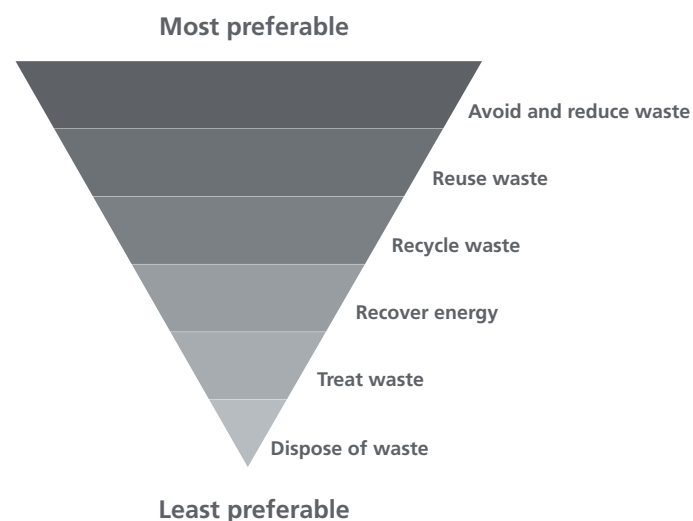 Most preferable
Avoid and reduce waste
Reuse waste
Recycle waste
Recover energy
Treat waste
Dispose of waste
Least preferable